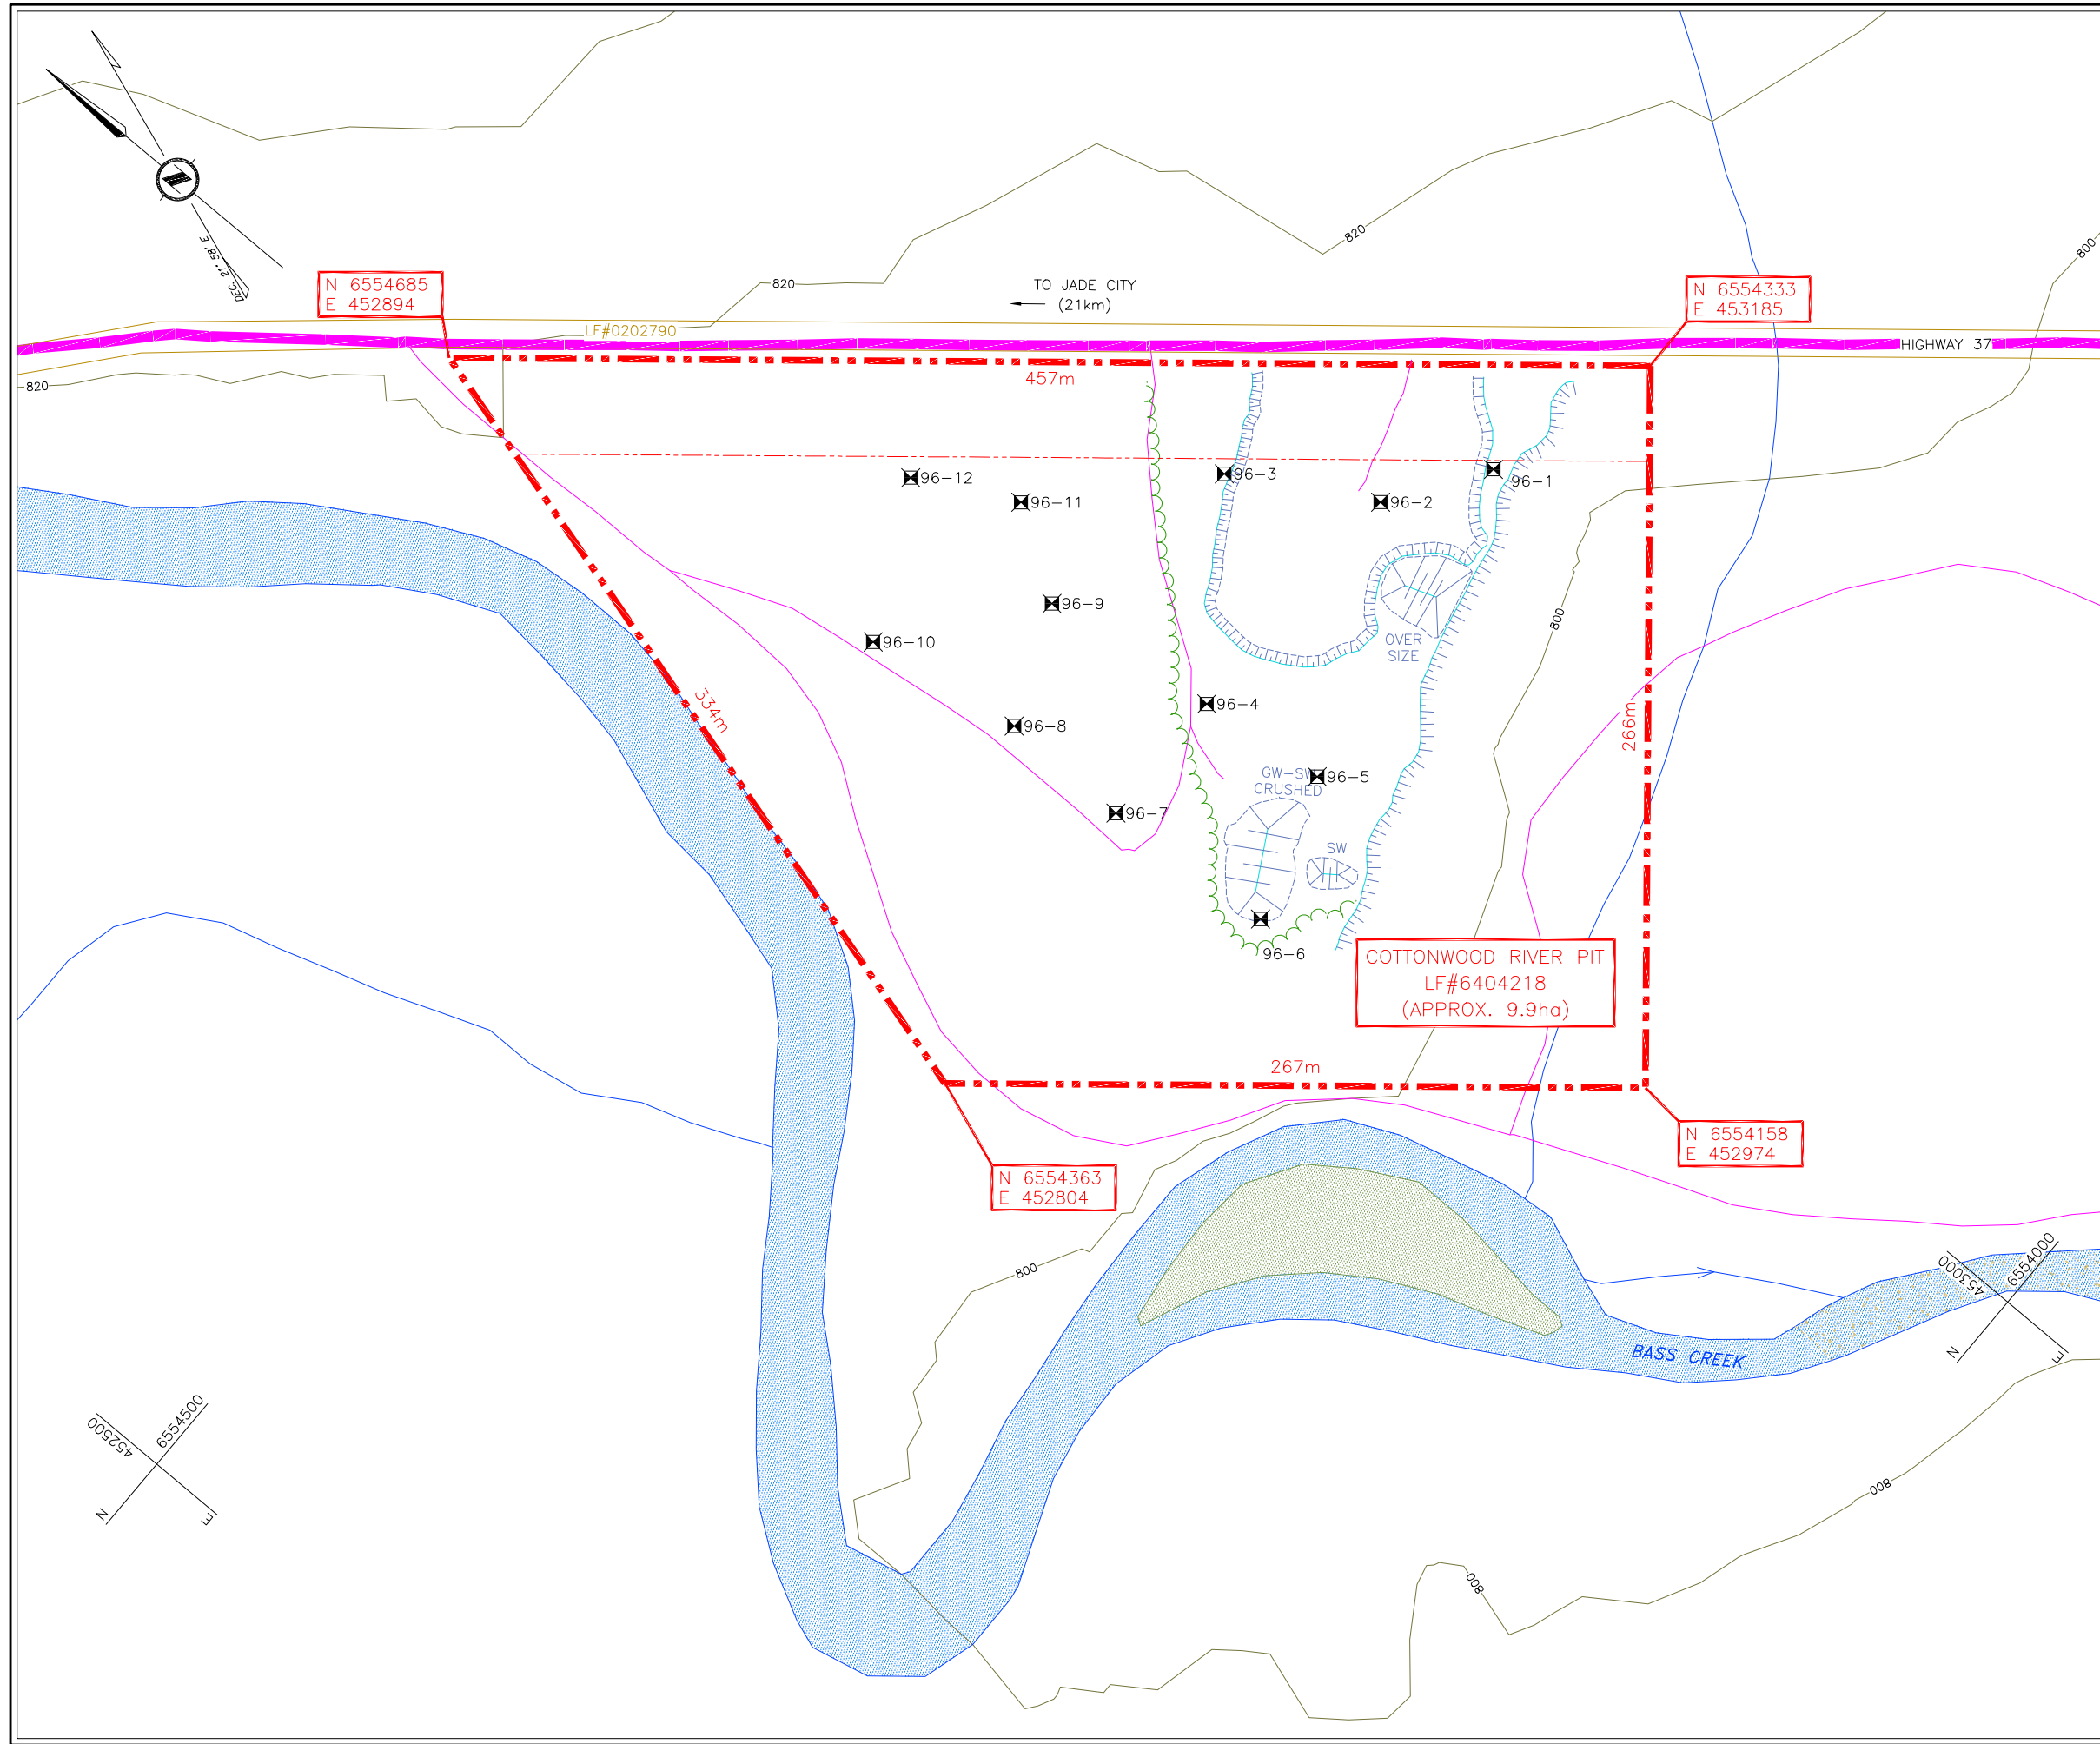 N
DEC. 21° 58' E
N 6554685
E 452894
TO JADE CITY
(21km)
N 6554333
E 453185
820
820
820
800
LF#0202790
HIGHWAY 37
457m
96-12
96-11
96-3
96-2
96-1
96-9
96-10
OVER
SIZE
800
334m
96-8
96-4
266m
GW-SW
CRUSHED
96-5
96-7
SW
96-6
COTTONWOOD RIVER PIT
LF#6404218
(APPROX. 9.9ha)
267m
N 6554158
E 452974
N 6554363
E 452804
800
453000
6554000
N
E
BASS CREEK
452500
6554500
N
E
800
800